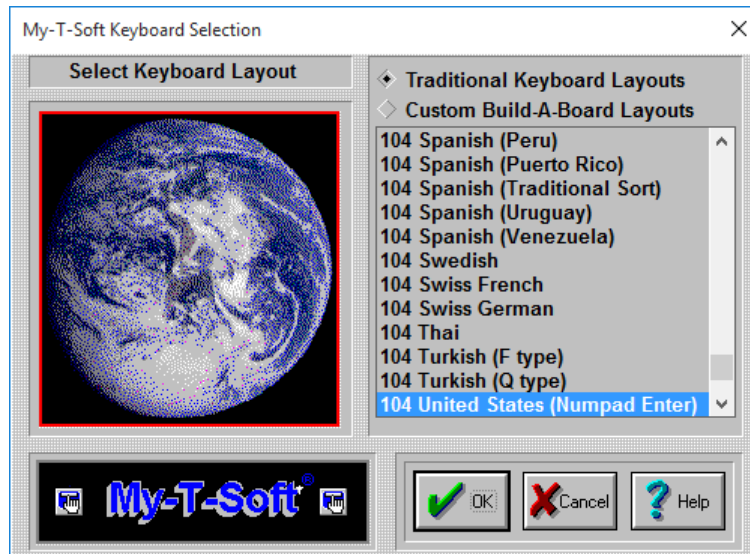 My-T-Soft Keyboard Selection
Select Keyboard Layout
Traditional Keyboard Layouts
Custom Build-A-Board Layouts
104 Spanish (Peru)
104 Spanish (Puerto Rico)
104 Spanish (Traditional Sort)
104 Spanish (Uruguay)
104 Spanish (Venezuela)
104 Swedish
104 Swiss French
104 Swiss German
104 Thai
104 Turkish (F type)
104 Turkish (Q type)
104 United States (Numpad Enter)
My-T-Soft®
OK
Cancel
Help